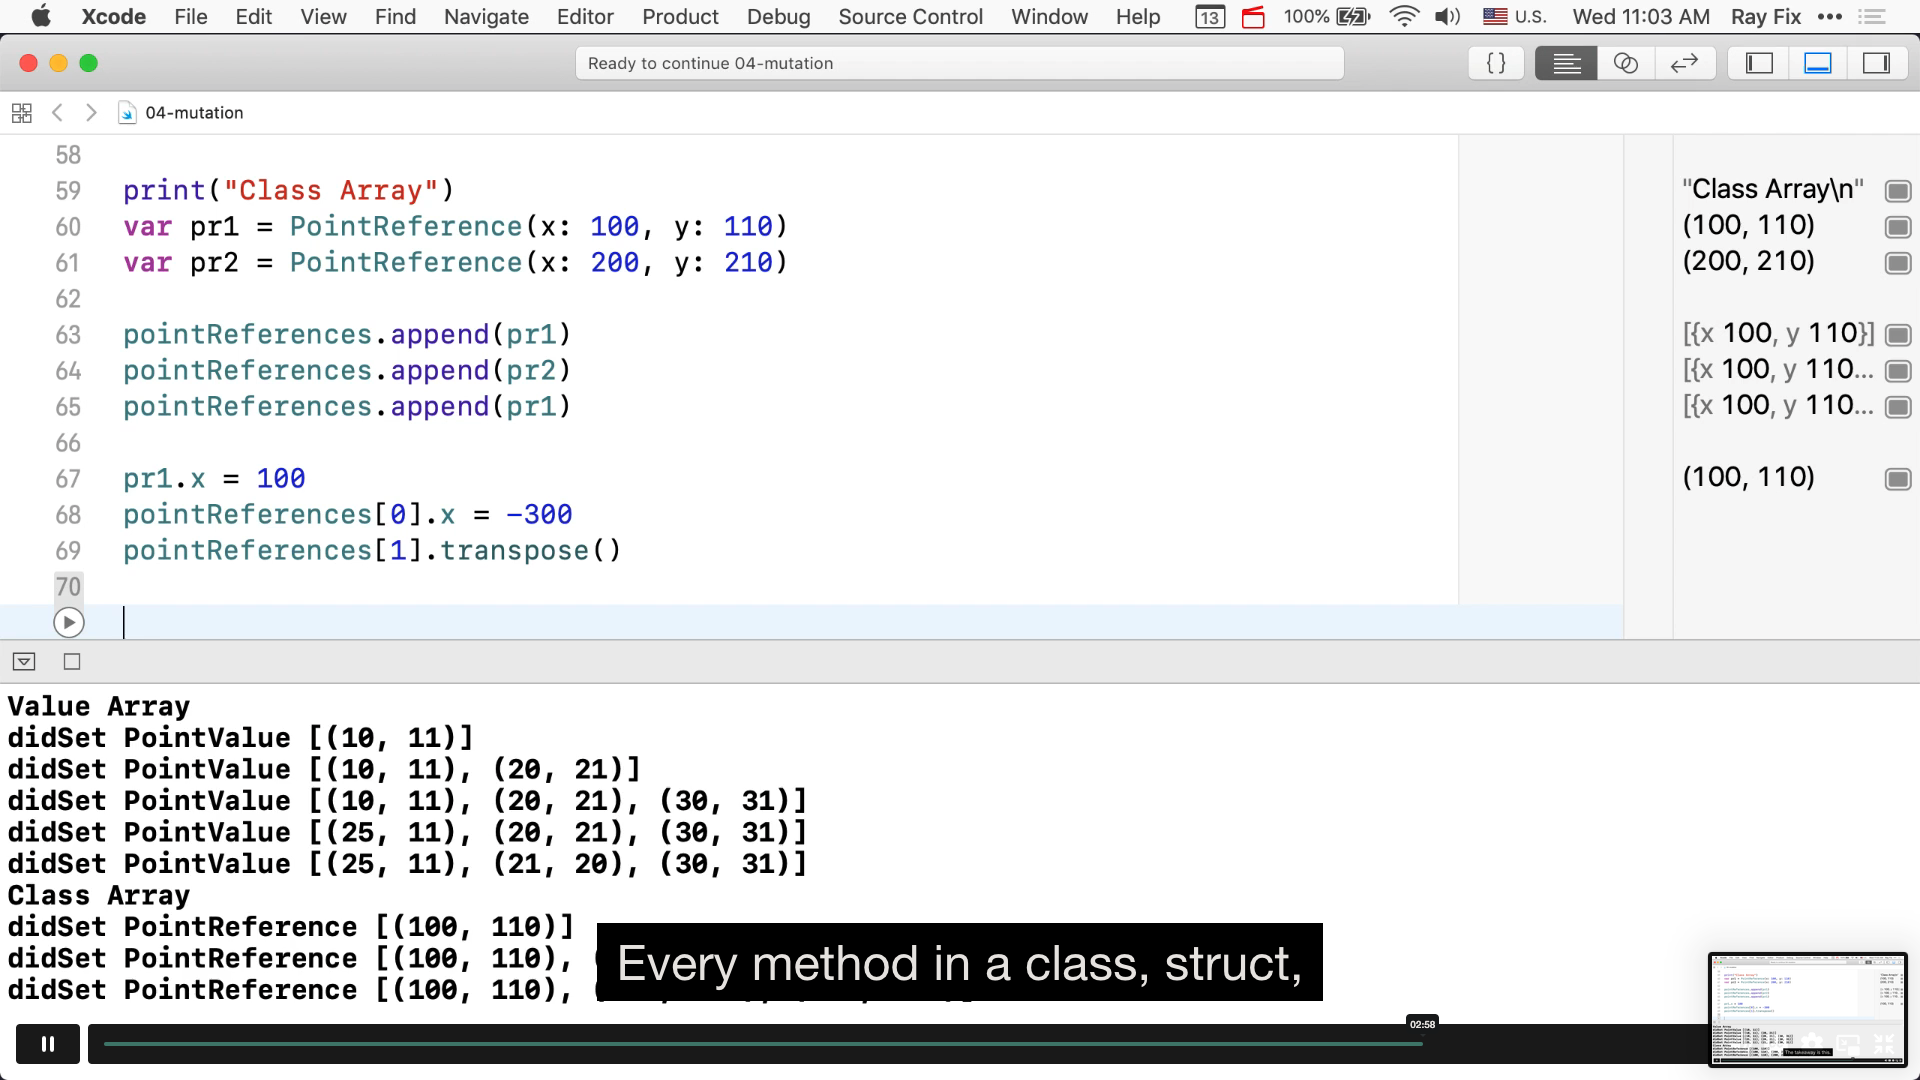 Xcode File Edit View Find Navigate Editor Product Debug Source Control Window Help 13 100% U.S. Wed 11:03 AM Ray Fix
Ready to continue 04-mutation
04-mutation
58
59 print("Class Array") "Class Array\n"
60 var pr1 = PointReference(x: 100, y: 110) (100, 110)
61 var pr2 = PointReference(x: 200, y: 210) (200, 210)
62
63 pointReferences.append(pr1) [{x 100, y 110}]
64 pointReferences.append(pr2) [{x 100, y 110...
65 pointReferences.append(pr1) [{x 100, y 110...
66
67 pr1.x = 100 (100, 110)
68 pointReferences[0].x = -300
69 pointReferences[1].transpose()
70
Value Array
didSet PointValue [(10, 11)]
didSet PointValue [(10, 11), (20, 21)]
didSet PointValue [(10, 11), (20, 21), (30, 31)]
didSet PointValue [(25, 11), (20, 21), (30, 31)]
didSet PointValue [(25, 11), (21, 20), (30, 31)]
Class Array
didSet PointReference [(100, 110)]
didSet PointReference [(100, 110),
didSet PointReference [(100, 110),
Every method in a class, struct,
02:58